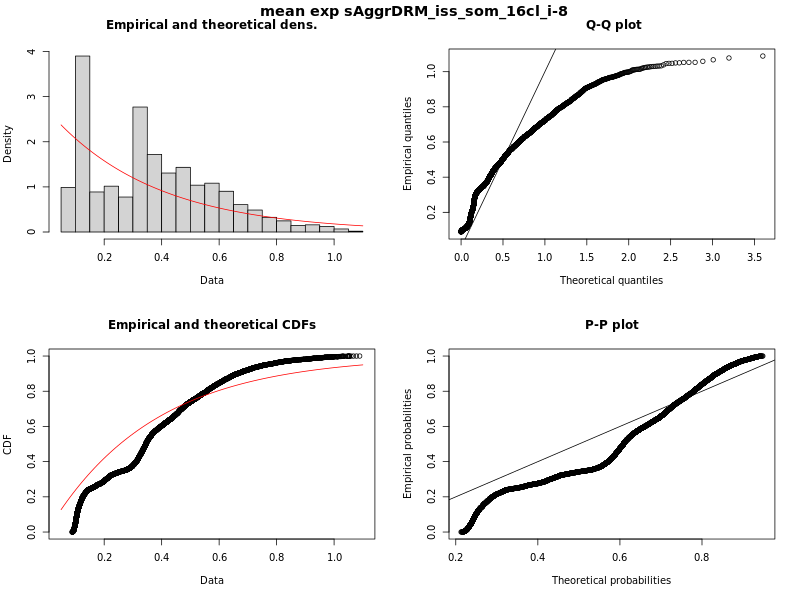 mean exp sAggrDRM_iss_som_16cl_i-8
Empirical and theoretical dens.
Density
0 1 2 3 4
0.2 0.4 0.6 0.8 1.0
Data
Q-Q plot
Empirical quantiles
0.2 0.4 0.6 0.8 1.0
0.0 0.5 1.0 1.5 2.0 2.5 3.0 3.5
Theoretical quantiles
Empirical and theoretical CDFs
CDF
0.0 0.2 0.4 0.6 0.8 1.0
0.2 0.4 0.6 0.8 1.0
Data
P-P plot
Empirical probabilities
0.0 0.2 0.4 0.6 0.8 1.0
0.2 0.4 0.6 0.8
Theoretical probabilities